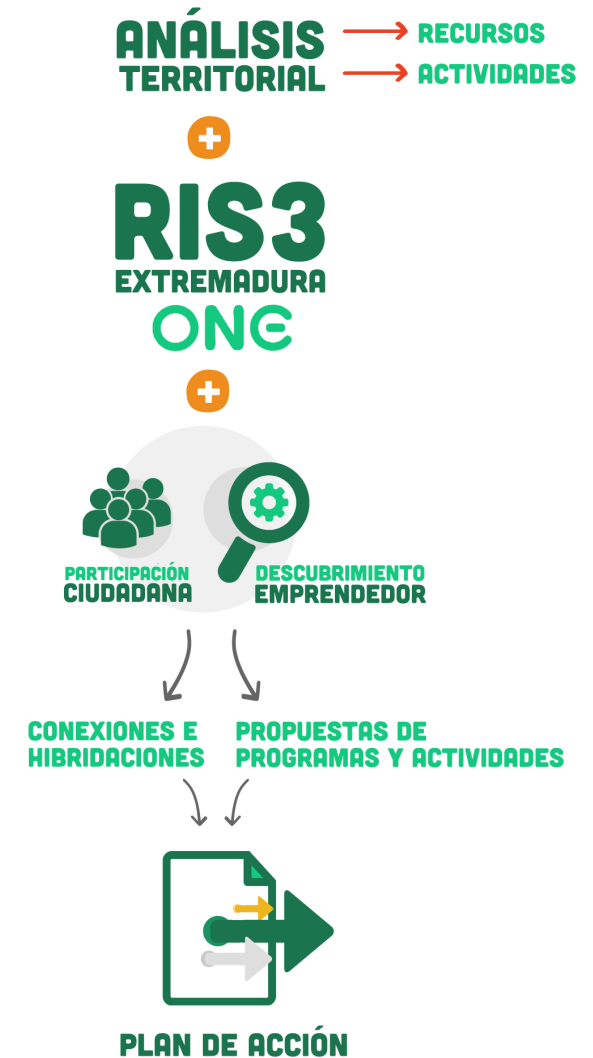 ANÁLISIS
TERRITORIAL
RECURSOS
ACTIVIDADES
RIS3
EXTREMADURA
ONE
PARTICIPACIÓN
CIUDADANA
DESCUBRIMIENTO
EMPRENDEDOR
CONEXIONES E
HIBRIDACIONES
PROPUESTAS DE
PROGRAMAS Y ACTIVIDADES
PLAN DE ACCIÓN